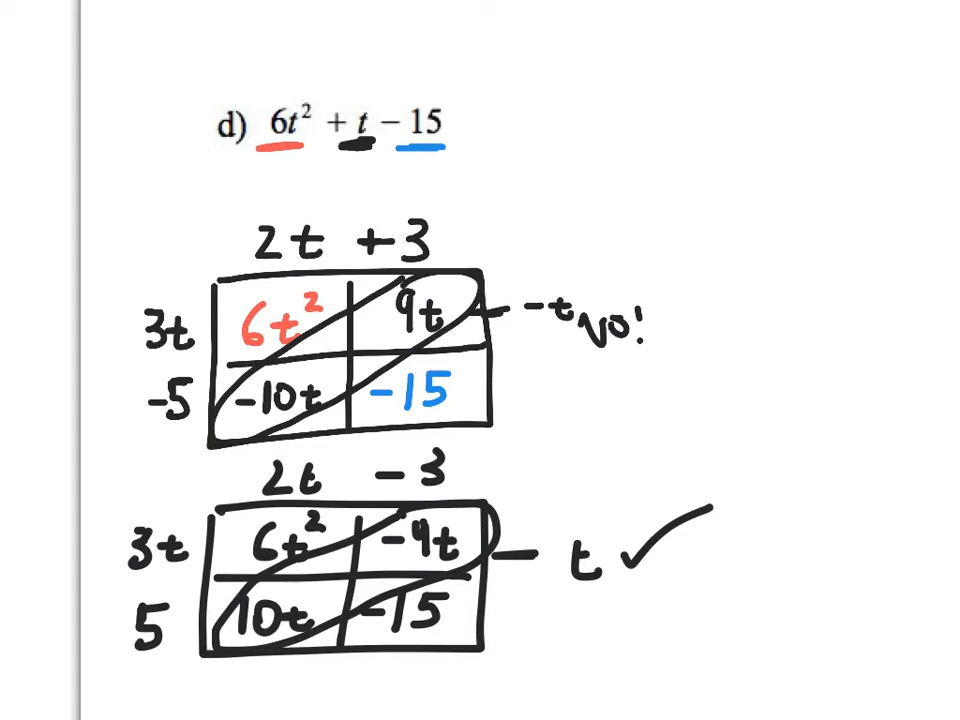 d) 6t² + t − 15
2t +3
3t 6t² 9t − t No!
-5 -10t -15
2t - 3
3t 6t² -9t t ✓
5 10t -15